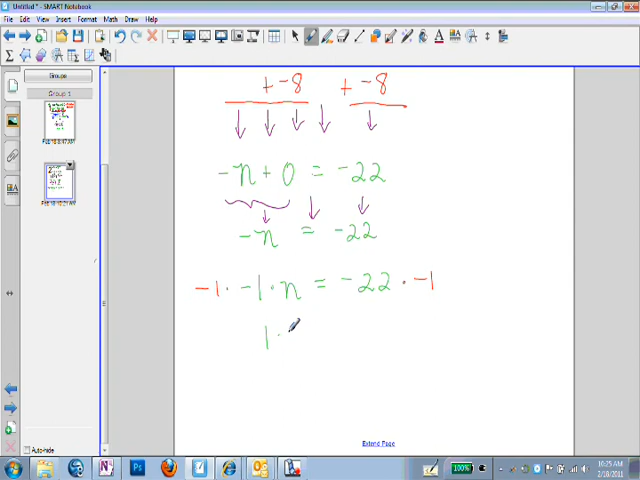 Untitled * - SMART Notebook
File Edit View Insert Format Draw Math Help
Groups
Group 1
+ -8 + -8
-n + 0 = -22
-n = -22
-1 · -1 · n = -22 · -1
1 ·
Extend Page
Auto-hide
100%
10:25 AM
2/18/2011